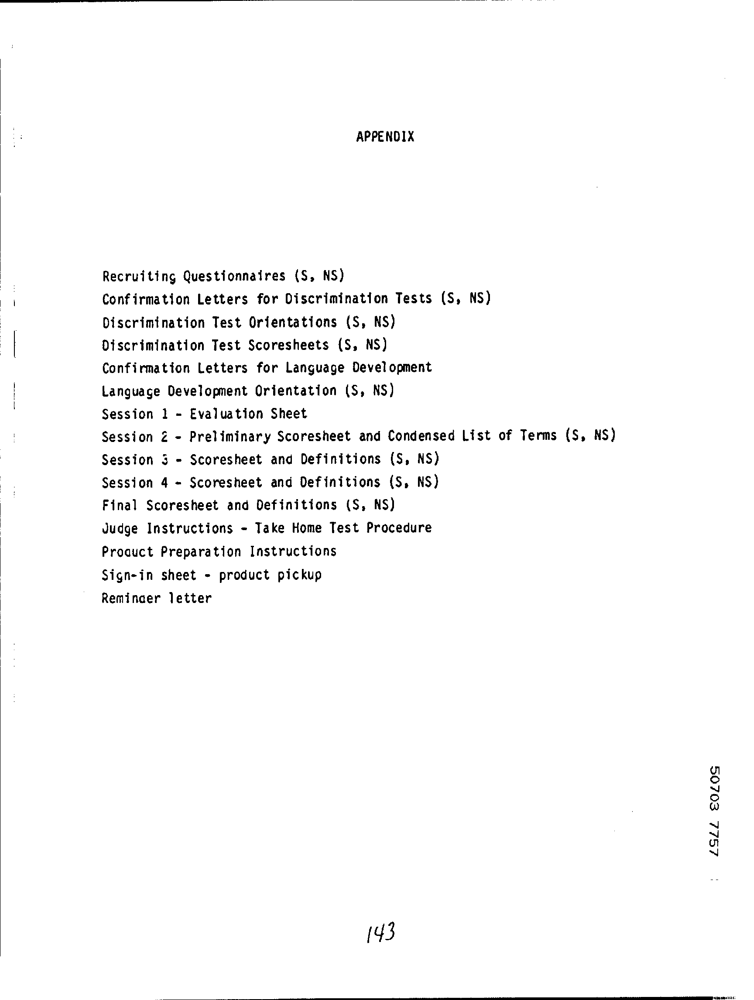 APPENDIX
Recruiting Questionnaires (S, NS)
Confirmation Letters for Discrimination Tests (S, NS)
Discrimination Test Orientations (S, NS)
Discrimination Test Scoresheets (S, NS)
Confirmation Letters for Language Development
Language Development Orientation (S, NS)
Session 1 - Evaluation Sheet
Session 2 - Preliminary Scoresheet and Condensed List of Terms (S, NS)
Session 3 - Scoresheet and Definitions (S, NS)
Session 4 - Scoresheet and Definitions (S, NS)
Final Scoresheet and Definitions (S, NS)
Judge Instructions - Take Home Test Procedure
Product Preparation Instructions
Sign-in sheet - product pickup
Reminder letter
50703 7757
143